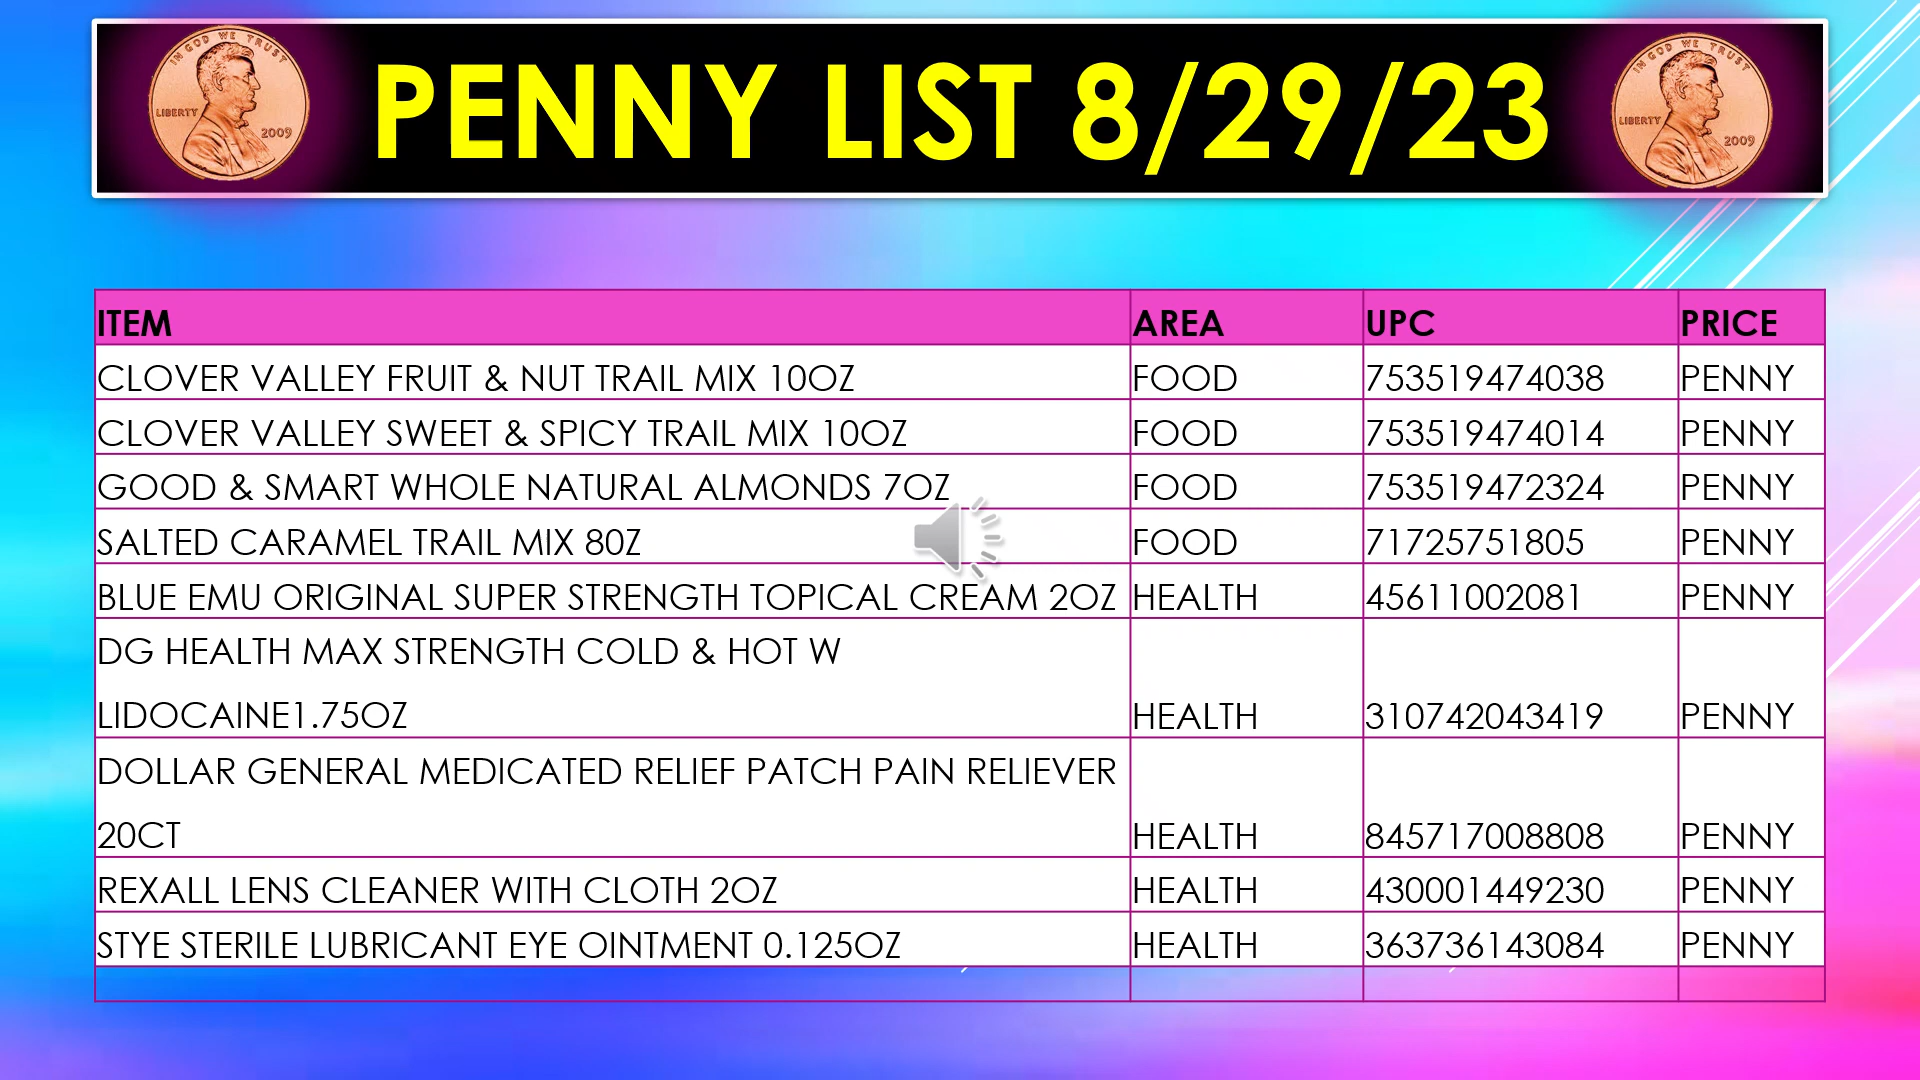 IN GOD WE TRUST
LIBERTY
2009
PENNY LIST 8/29/23
IN GOD WE TRUST
LIBERTY
2009
ITEM AREA UPC PRICE
CLOVER VALLEY FRUIT & NUT TRAIL MIX 10OZ FOOD 753519474038 PENNY
CLOVER VALLEY SWEET & SPICY TRAIL MIX 10OZ FOOD 753519474014 PENNY
GOOD & SMART WHOLE NATURAL ALMONDS 7OZ FOOD 753519472324 PENNY
SALTED CARAMEL TRAIL MIX 8OZ FOOD 71725751805 PENNY
BLUE EMU ORIGINAL SUPER STRENGTH TOPICAL CREAM 2OZ HEALTH 45611002081 PENNY
DG HEALTH MAX STRENGTH COLD & HOT W
LIDOCAINE1.75OZ HEALTH 310742043419 PENNY
DOLLAR GENERAL MEDICATED RELIEF PATCH PAIN RELIEVER
20CT HEALTH 845717008808 PENNY
REXALL LENS CLEANER WITH CLOTH 2OZ HEALTH 430001449230 PENNY
STYE STERILE LUBRICANT EYE OINTMENT 0.125OZ HEALTH 363736143084 PENNY